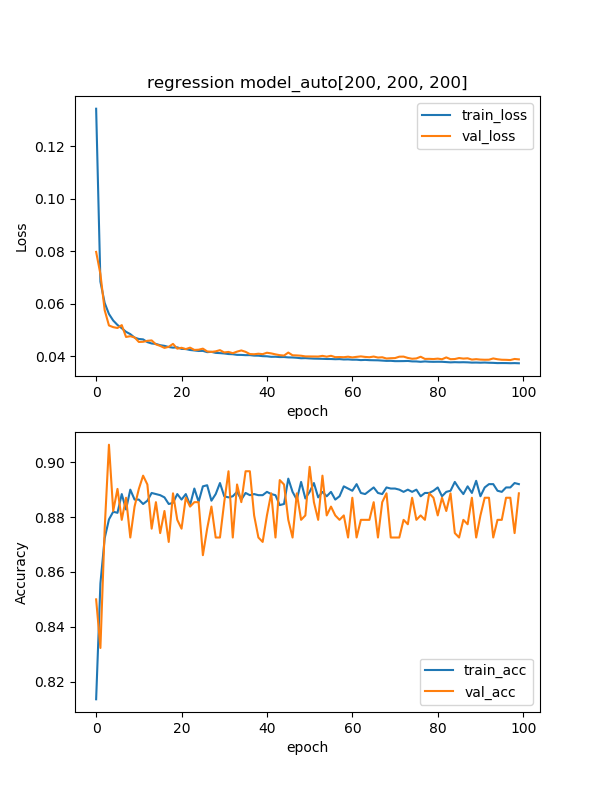 regression model_auto[200, 200, 200]
train_loss
val_loss
0.12
0.10
0.08
0.06
0.04
Loss
0 20 40 60 80 100
epoch
0.90
0.88
0.86
0.84
0.82
Accuracy
train_acc
val_acc
0 20 40 60 80 100
epoch